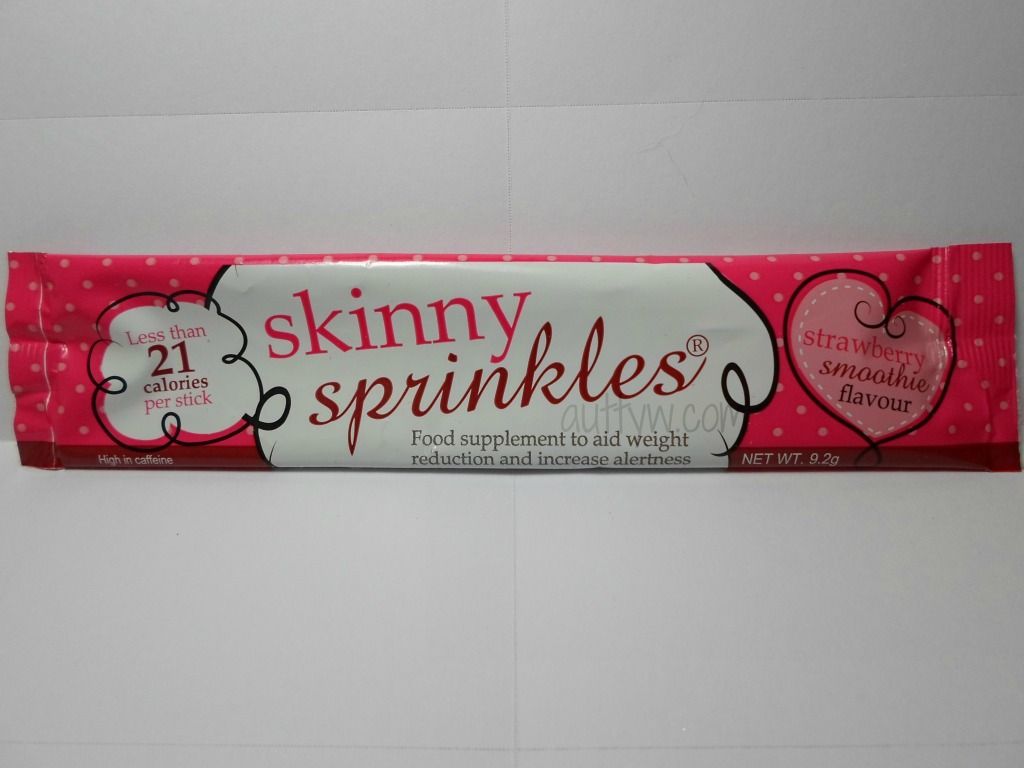 Less than
21
calories
per stick
High in caffeine
skinny
sprinkles®
auttyw.com
Food supplement to aid weight
reduction and increase alertness
strawberry
smoothie
flavour
NET WT. 9.2g